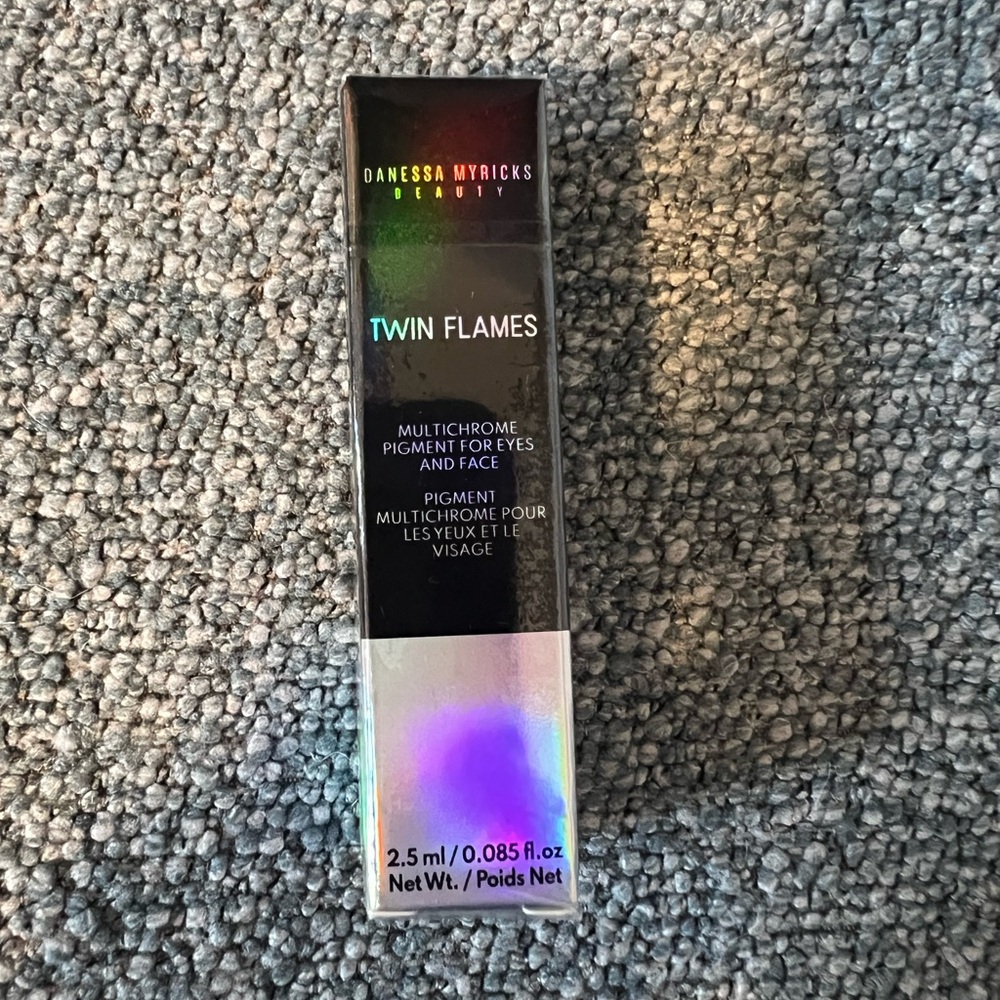 DANESSA MYRICKS
BEAUTY
TWIN FLAMES
MULTICHROME
PIGMENT FOR EYES
AND FACE
PIGMENT
MULTICHROME POUR
LES YEUX ET LE
VISAGE
2.5 ml / 0.085 fl.oz
Net Wt. / Poids Net